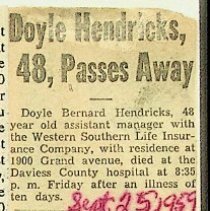 Doyle Hendricks,
48, Passes Away
Doyle Bernard Hendricks, 48
year old assistant manager with
the Western Southern Life Insur-
ance Company, with residence at
1900 Grand avenue, died at the
Daviess County hospital at 8:35
p. m. Friday after an illness of
ten days.
Sept 25, 1959